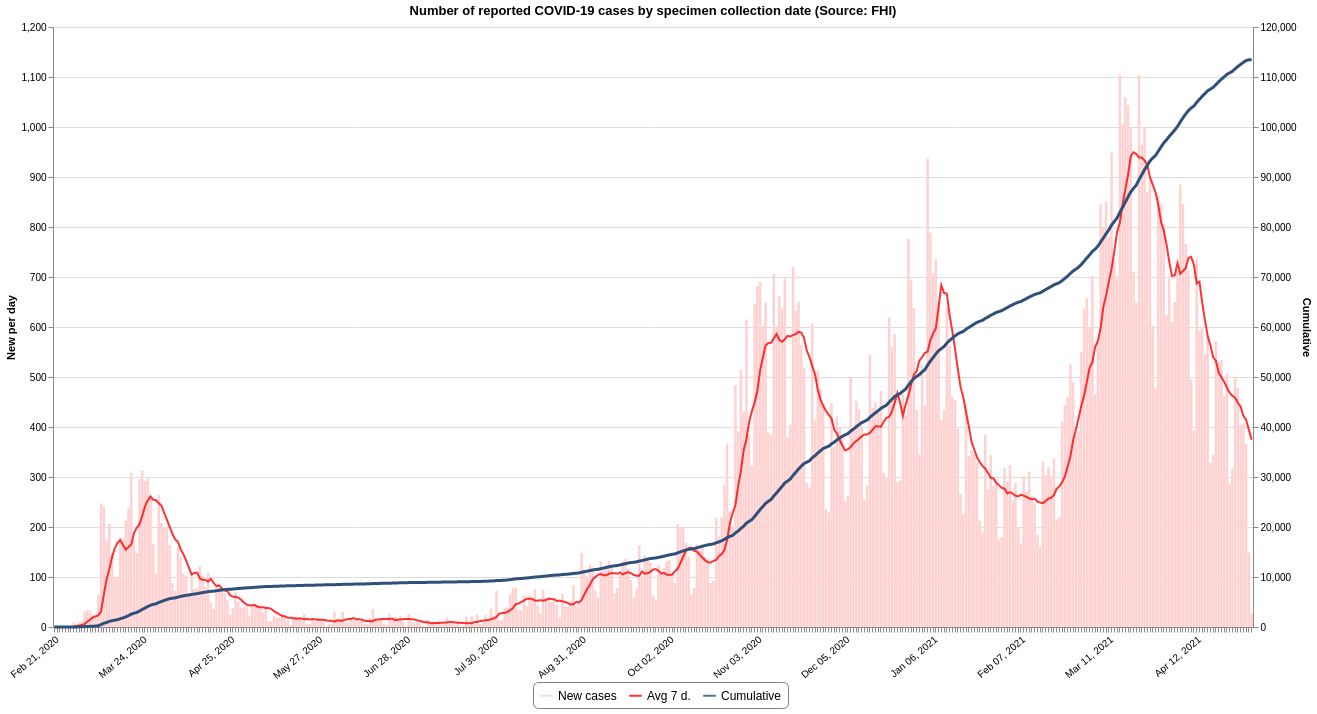 Number of reported COVID-19 cases by specimen collection date (Source: FHI)
1,200
1,100
1,000
900
800
700
600
500
400
300
200
100
0
New per day
120,000
110,000
100,000
90,000
80,000
70,000
60,000
50,000
40,000
30,000
20,000
10,000
0
Cumulative
Feb 21, 2020
Mar 24, 2020
Apr 25, 2020
May 27, 2020
Jun 28, 2020
Jul 30, 2020
Aug 31, 2020
Oct 02, 2020
Nov 03, 2020
Dec 05, 2020
Jan 06, 2021
Feb 07, 2021
Mar 11, 2021
Apr 12, 2021
New cases Avg 7 d. Cumulative